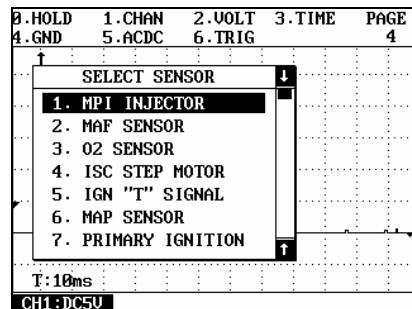 0.HOLD 1.CHAN 2.VOLT 3.TIME PAGE
4.GND 5.ACDC 6.TRIG 4
SELECT SENSOR
1. MPI INJECTOR
2. MAF SENSOR
3. O2 SENSOR
4. ISC STEP MOTOR
5. IGN "T" SIGNAL
6. MAP SENSOR
7. PRIMARY IGNITION
T:10ms
CH1:DC5V